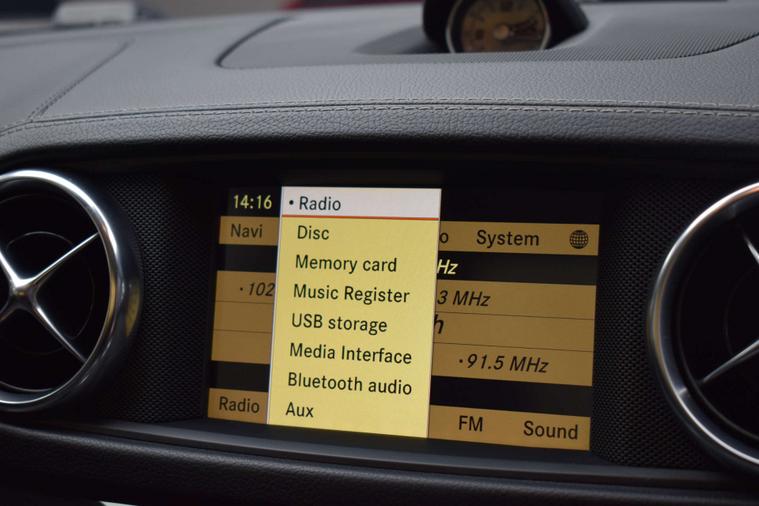 14:16
• Radio
Navi
Disc
o
System
Memory card
Hz
·102
Music Register
3 MHz
USB storage
h
Media Interface
·91.5 MHz
Bluetooth audio
Radio
Aux
FM
Sound